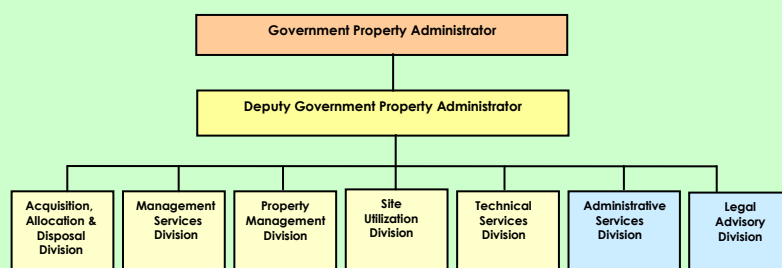 Government Property Administrator
Deputy Government Property Administrator
Acquisition,
Allocation &
Disposal
Division
Management
Services
Division
Property
Management
Division
Site
Utilization
Division
Technical
Services
Division
Administrative
Services
Division
Legal
Advisory
Division